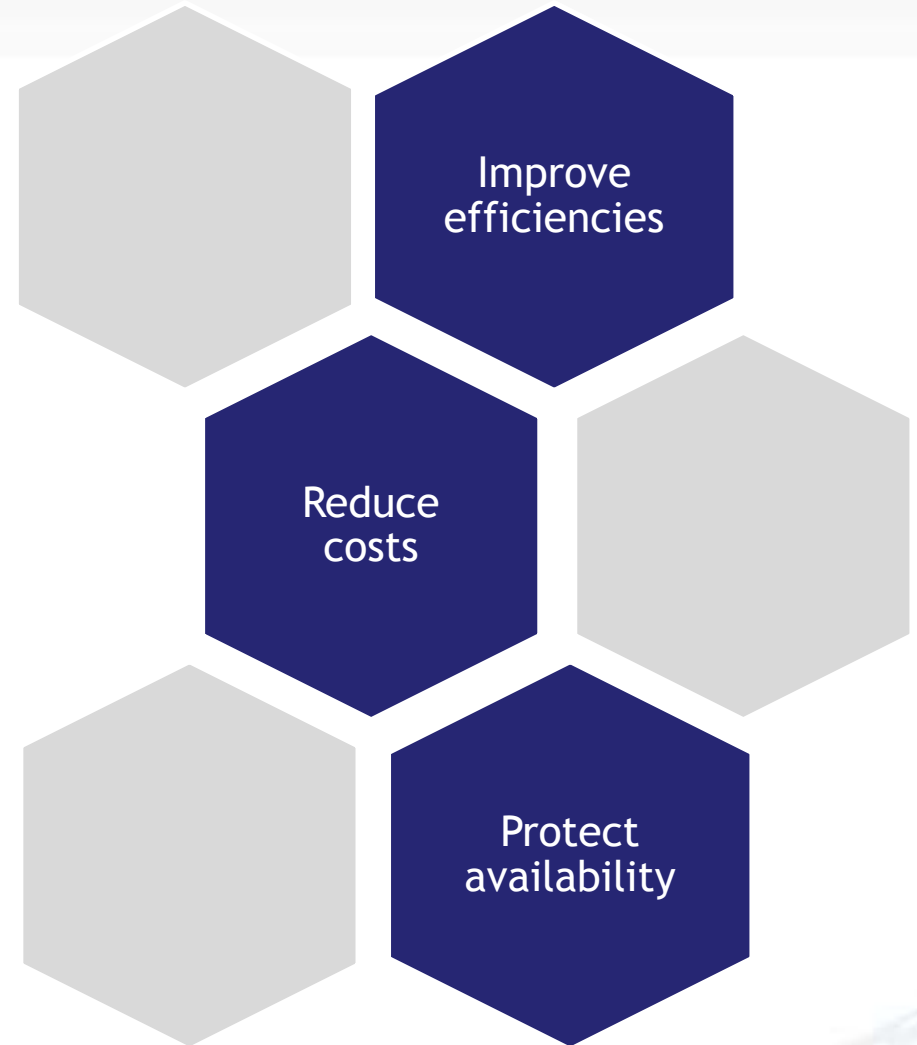 Improve
efficiencies
Reduce
costs
Protect
availability